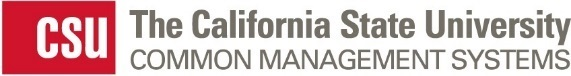 CSU The California State University
COMMON MANAGEMENT SYSTEMS